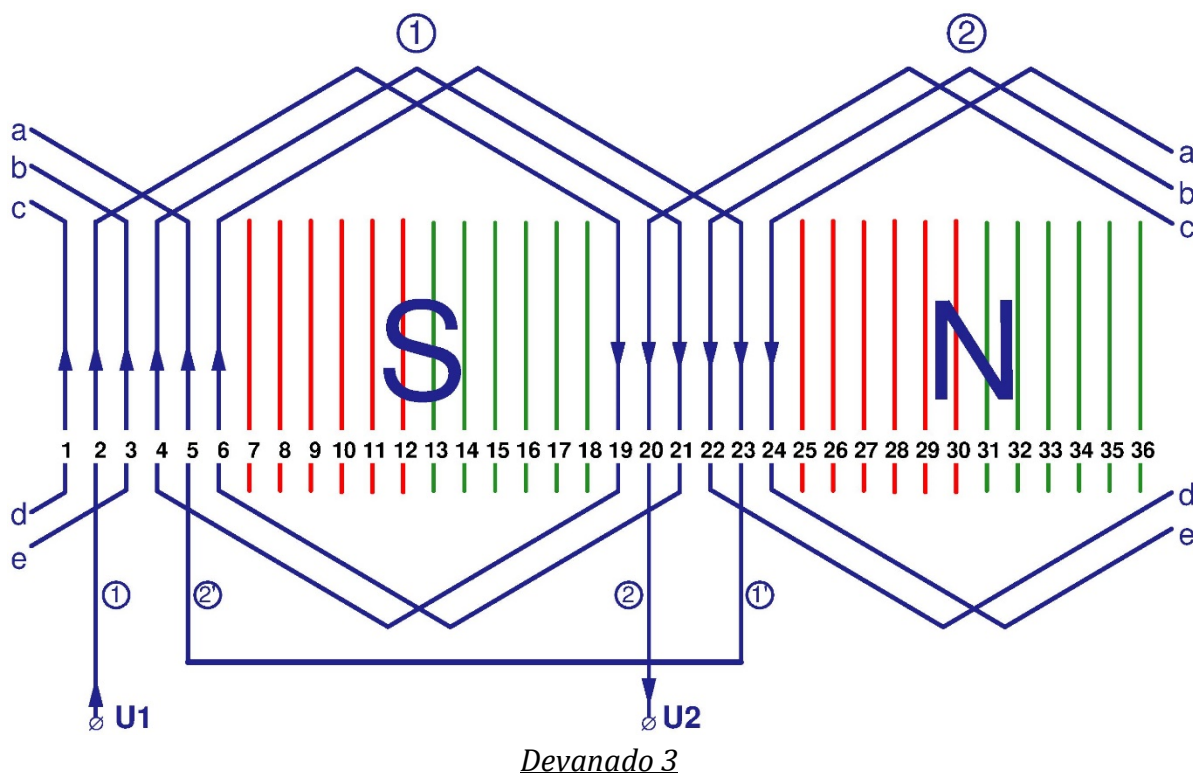 ① ②
a
b
c
a
b
c
S N
1 2 3 4 5 6 7 8 9 10 11 12 13 14 15 16 17 18 19 20 21 22 23 24 25 26 27 28 29 30 31 32 33 34 35 36
d
e
d
e
① ②' ② ①'
⌀ U1 ⌀ U2
Devanado 3